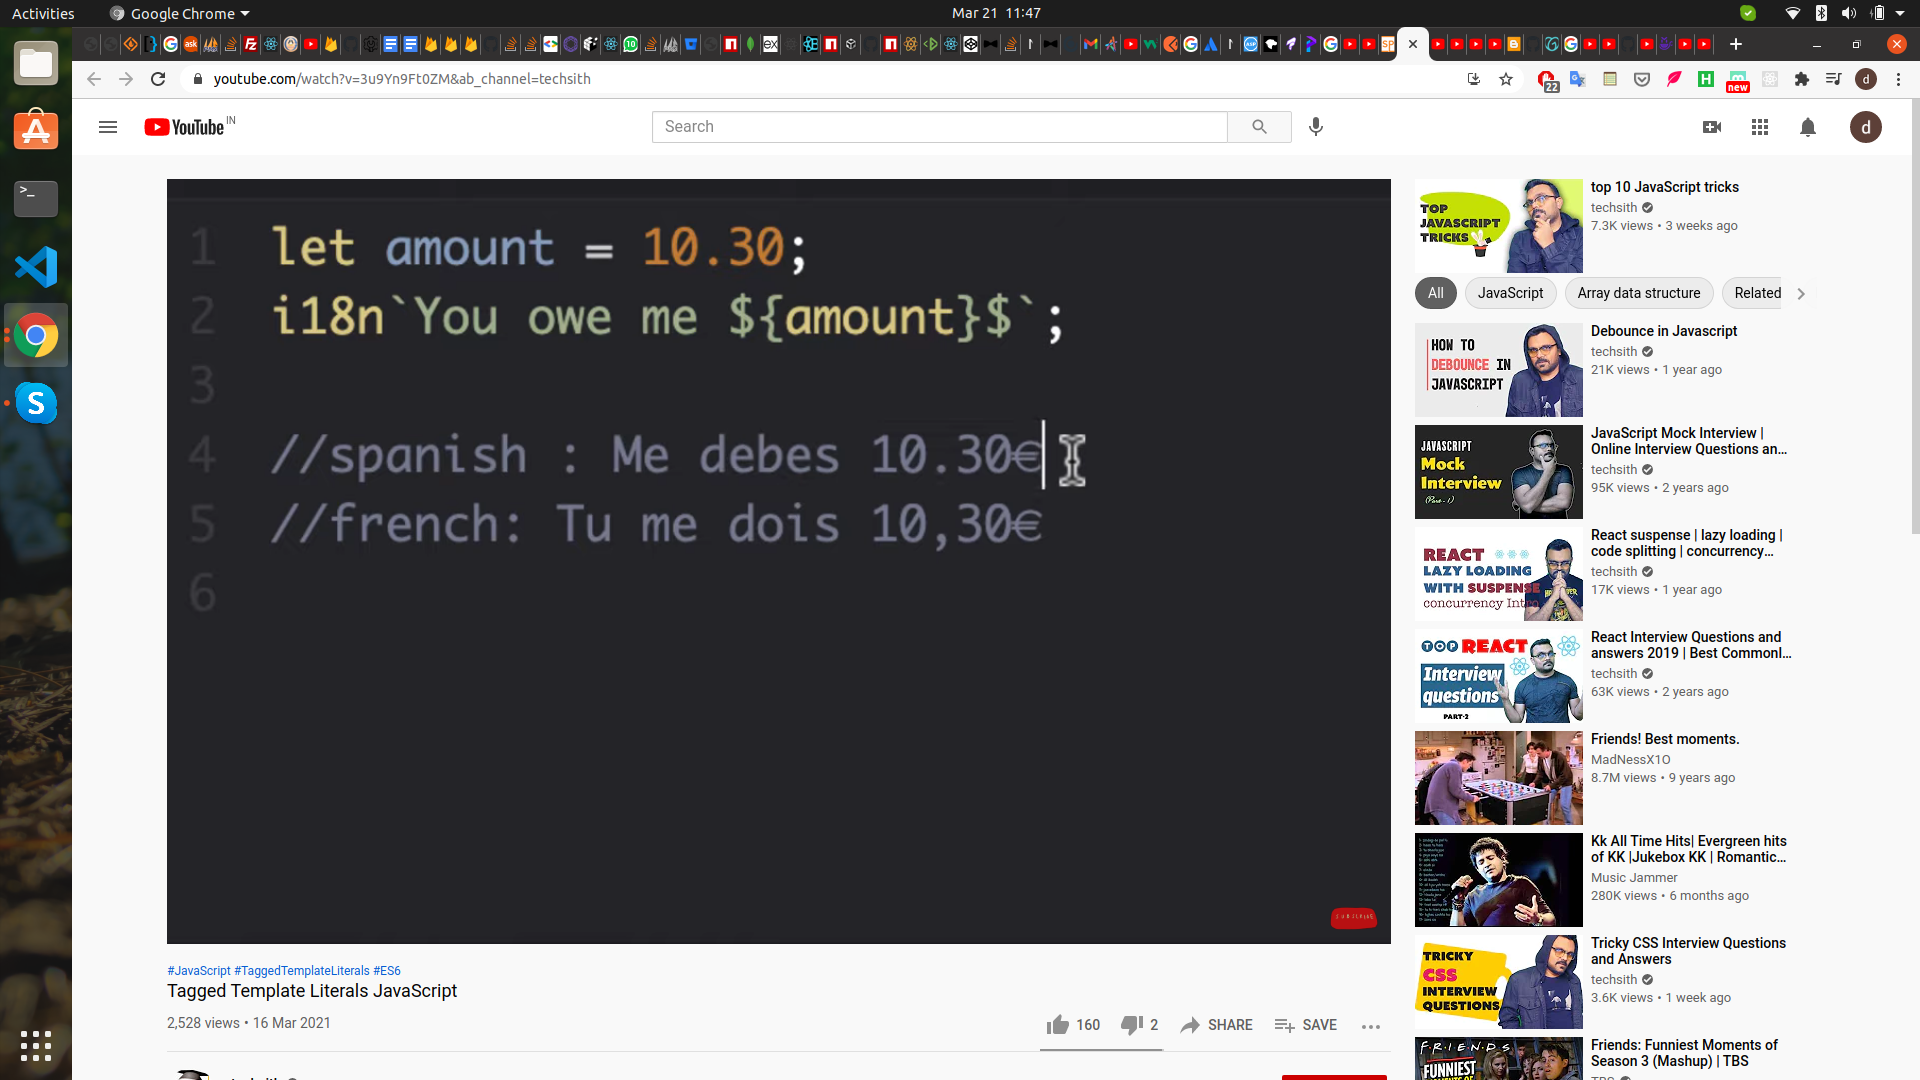 Activities
Google Chrome
Mar 21 11:47
youtube.com/watch?v=3u9Yn9Ft0ZM&ab_channel=techsith
22
new
d
YouTube IN
Search
d
1 let amount = 10.30;
2 i18n`You owe me ${amount}$`;
3
4 //spanish : Me debes 10.30€
5 //french: Tu me dois 10,30€
6
#JavaScript #TaggedTemplateLiterals #ES6
Tagged Template Literals JavaScript
2,528 views • 16 Mar 2021
160
2
SHARE
SAVE
TOP
JAVASCRIPT
TRICKS
top 10 JavaScript tricks
techsith
7.3K views • 3 weeks ago
All
JavaScript
Array data structure
Related
HOW TO
DEBOUNCE IN
JAVASCRIPT
Debounce in Javascript
techsith
21K views • 1 year ago
JAVASCRIPT
Mock
Interview
(Part - 1)
JavaScript Mock Interview |
Online Interview Questions an...
techsith
95K views • 2 years ago
REACT
LAZY LOADING
WITH SUSPENSE
concurrency Intro
React suspense | lazy loading |
code splitting | concurrency...
techsith
17K views • 1 year ago
TOP REACT
Interview
questions
PART-2
React Interview Questions and
answers 2019 | Best Commonl...
techsith
63K views • 2 years ago
Friends! Best moments.
MadNessX1O
8.7M views • 9 years ago
Kk All Time Hits| Evergreen hits
of KK |Jukebox KK | Romantic...
Music Jammer
280K views • 6 months ago
TRICKY
CSS
INTERVIEW
QUESTIONS
Tricky CSS Interview Questions
and Answers
techsith
3.6K views • 1 week ago
F·R·I·E·N·D·S
FUNNIEST
Friends: Funniest Moments of
Season 3 (Mashup) | TBS